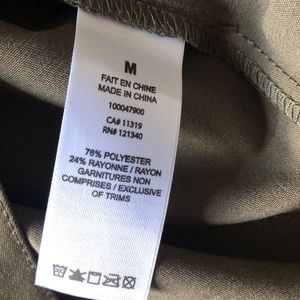 M
FAIT EN CHINE
MADE IN CHINA
100047900
CA# 11319
RN# 121340
76% POLYESTER
24% RAYONNE / RAYON
GARNITURES NON
COMPRISES / EXCLUSIVE
OF TRIMS